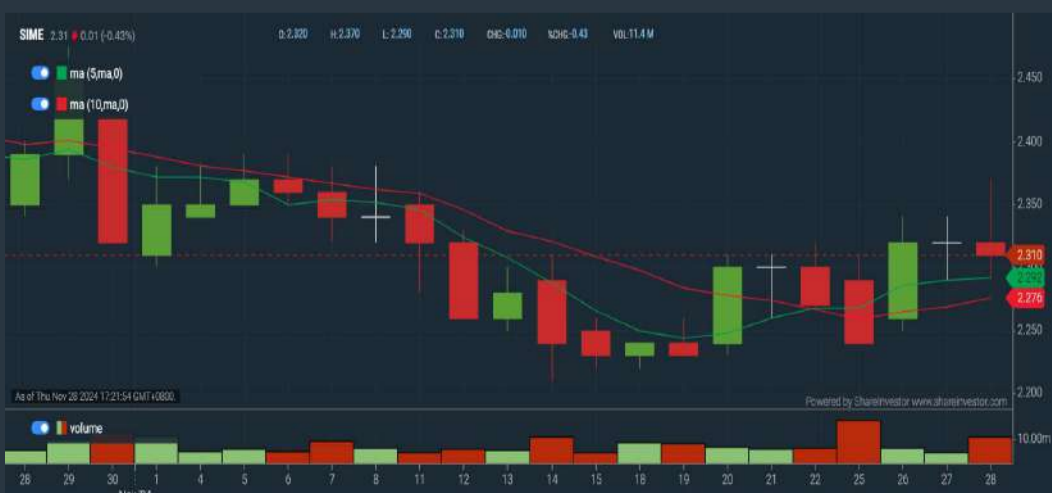 SIME 2.31 0.01 (-0.43%) O: 2.320 H: 2.370 L: 2.290 C: 2.310 CHG:-0.010 %CHG:-0.43 VOL:11.4 M
ma (5,ma,0)
ma (10,ma,0)
2.450
2.400
2.350
2.310
2.292
2.276
2.250
2.200
As of Thu Nov 28 2024 17:21:54 GMT+0800.
Powered by ShareInvestor www.shareinvestor.com
volume
10.00m
28 29 30 1 4 5 6 7 8 11 12 13 14 15 18 19 20 21 22 25 26 27 28